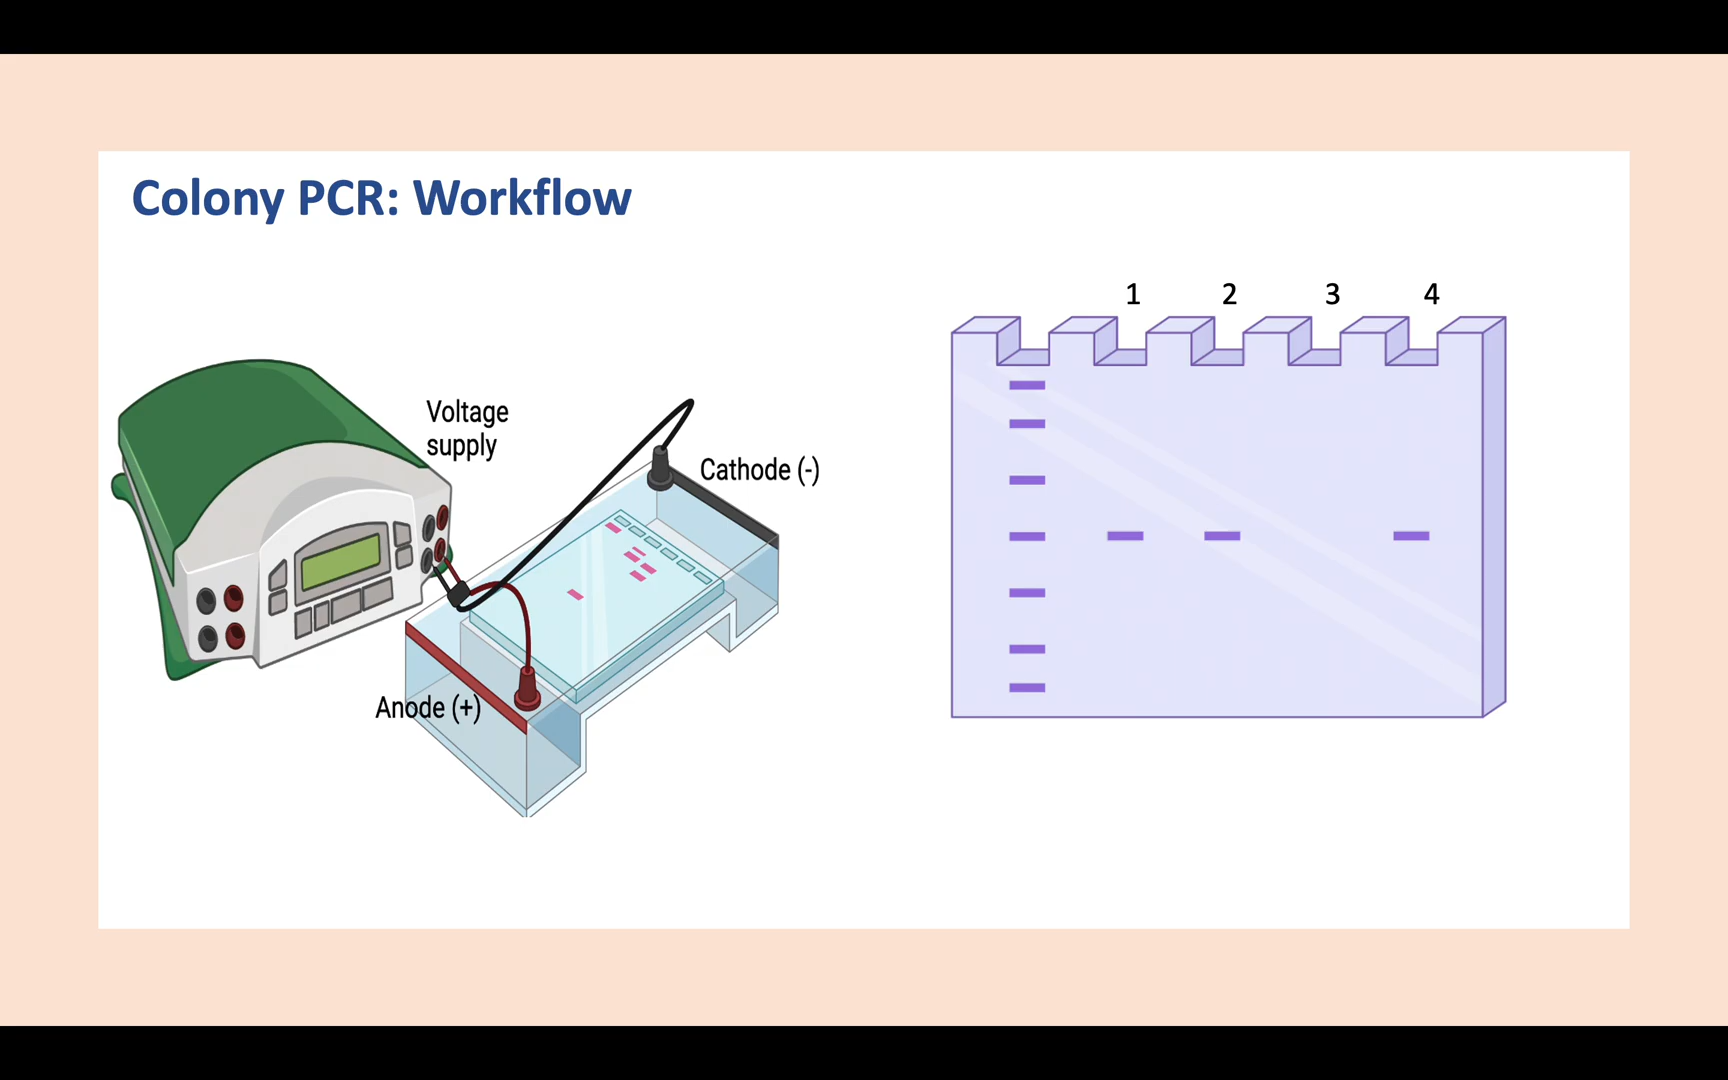 Colony PCR: Workflow
Voltage
supply
Cathode (-)
Anode (+)
1 2 3 4